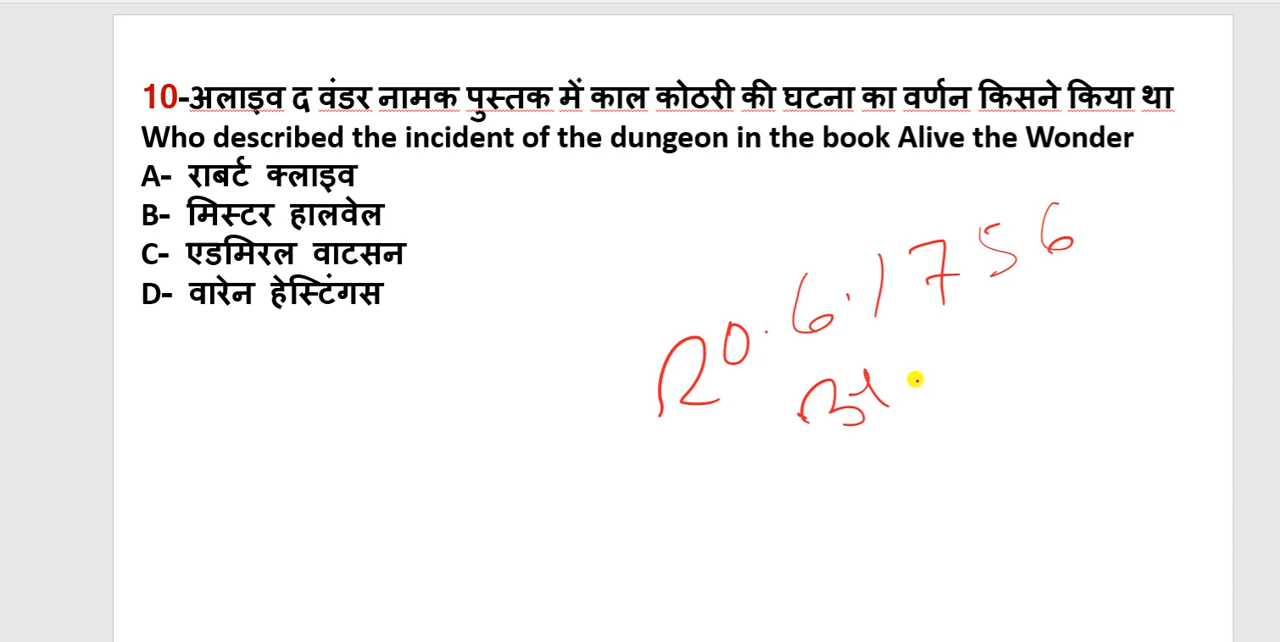 10-अलाइव द वंडर नामक पुस्तक में काल कोठरी की घटना का वर्णन किसने किया था
Who described the incident of the dungeon in the book Alive the Wonder
A- राबर्ट क्लाइव
B- मिस्टर हालवेल
C- एडमिरल वाटसन
D- वारेन हेस्टिंगस
20.6.1756